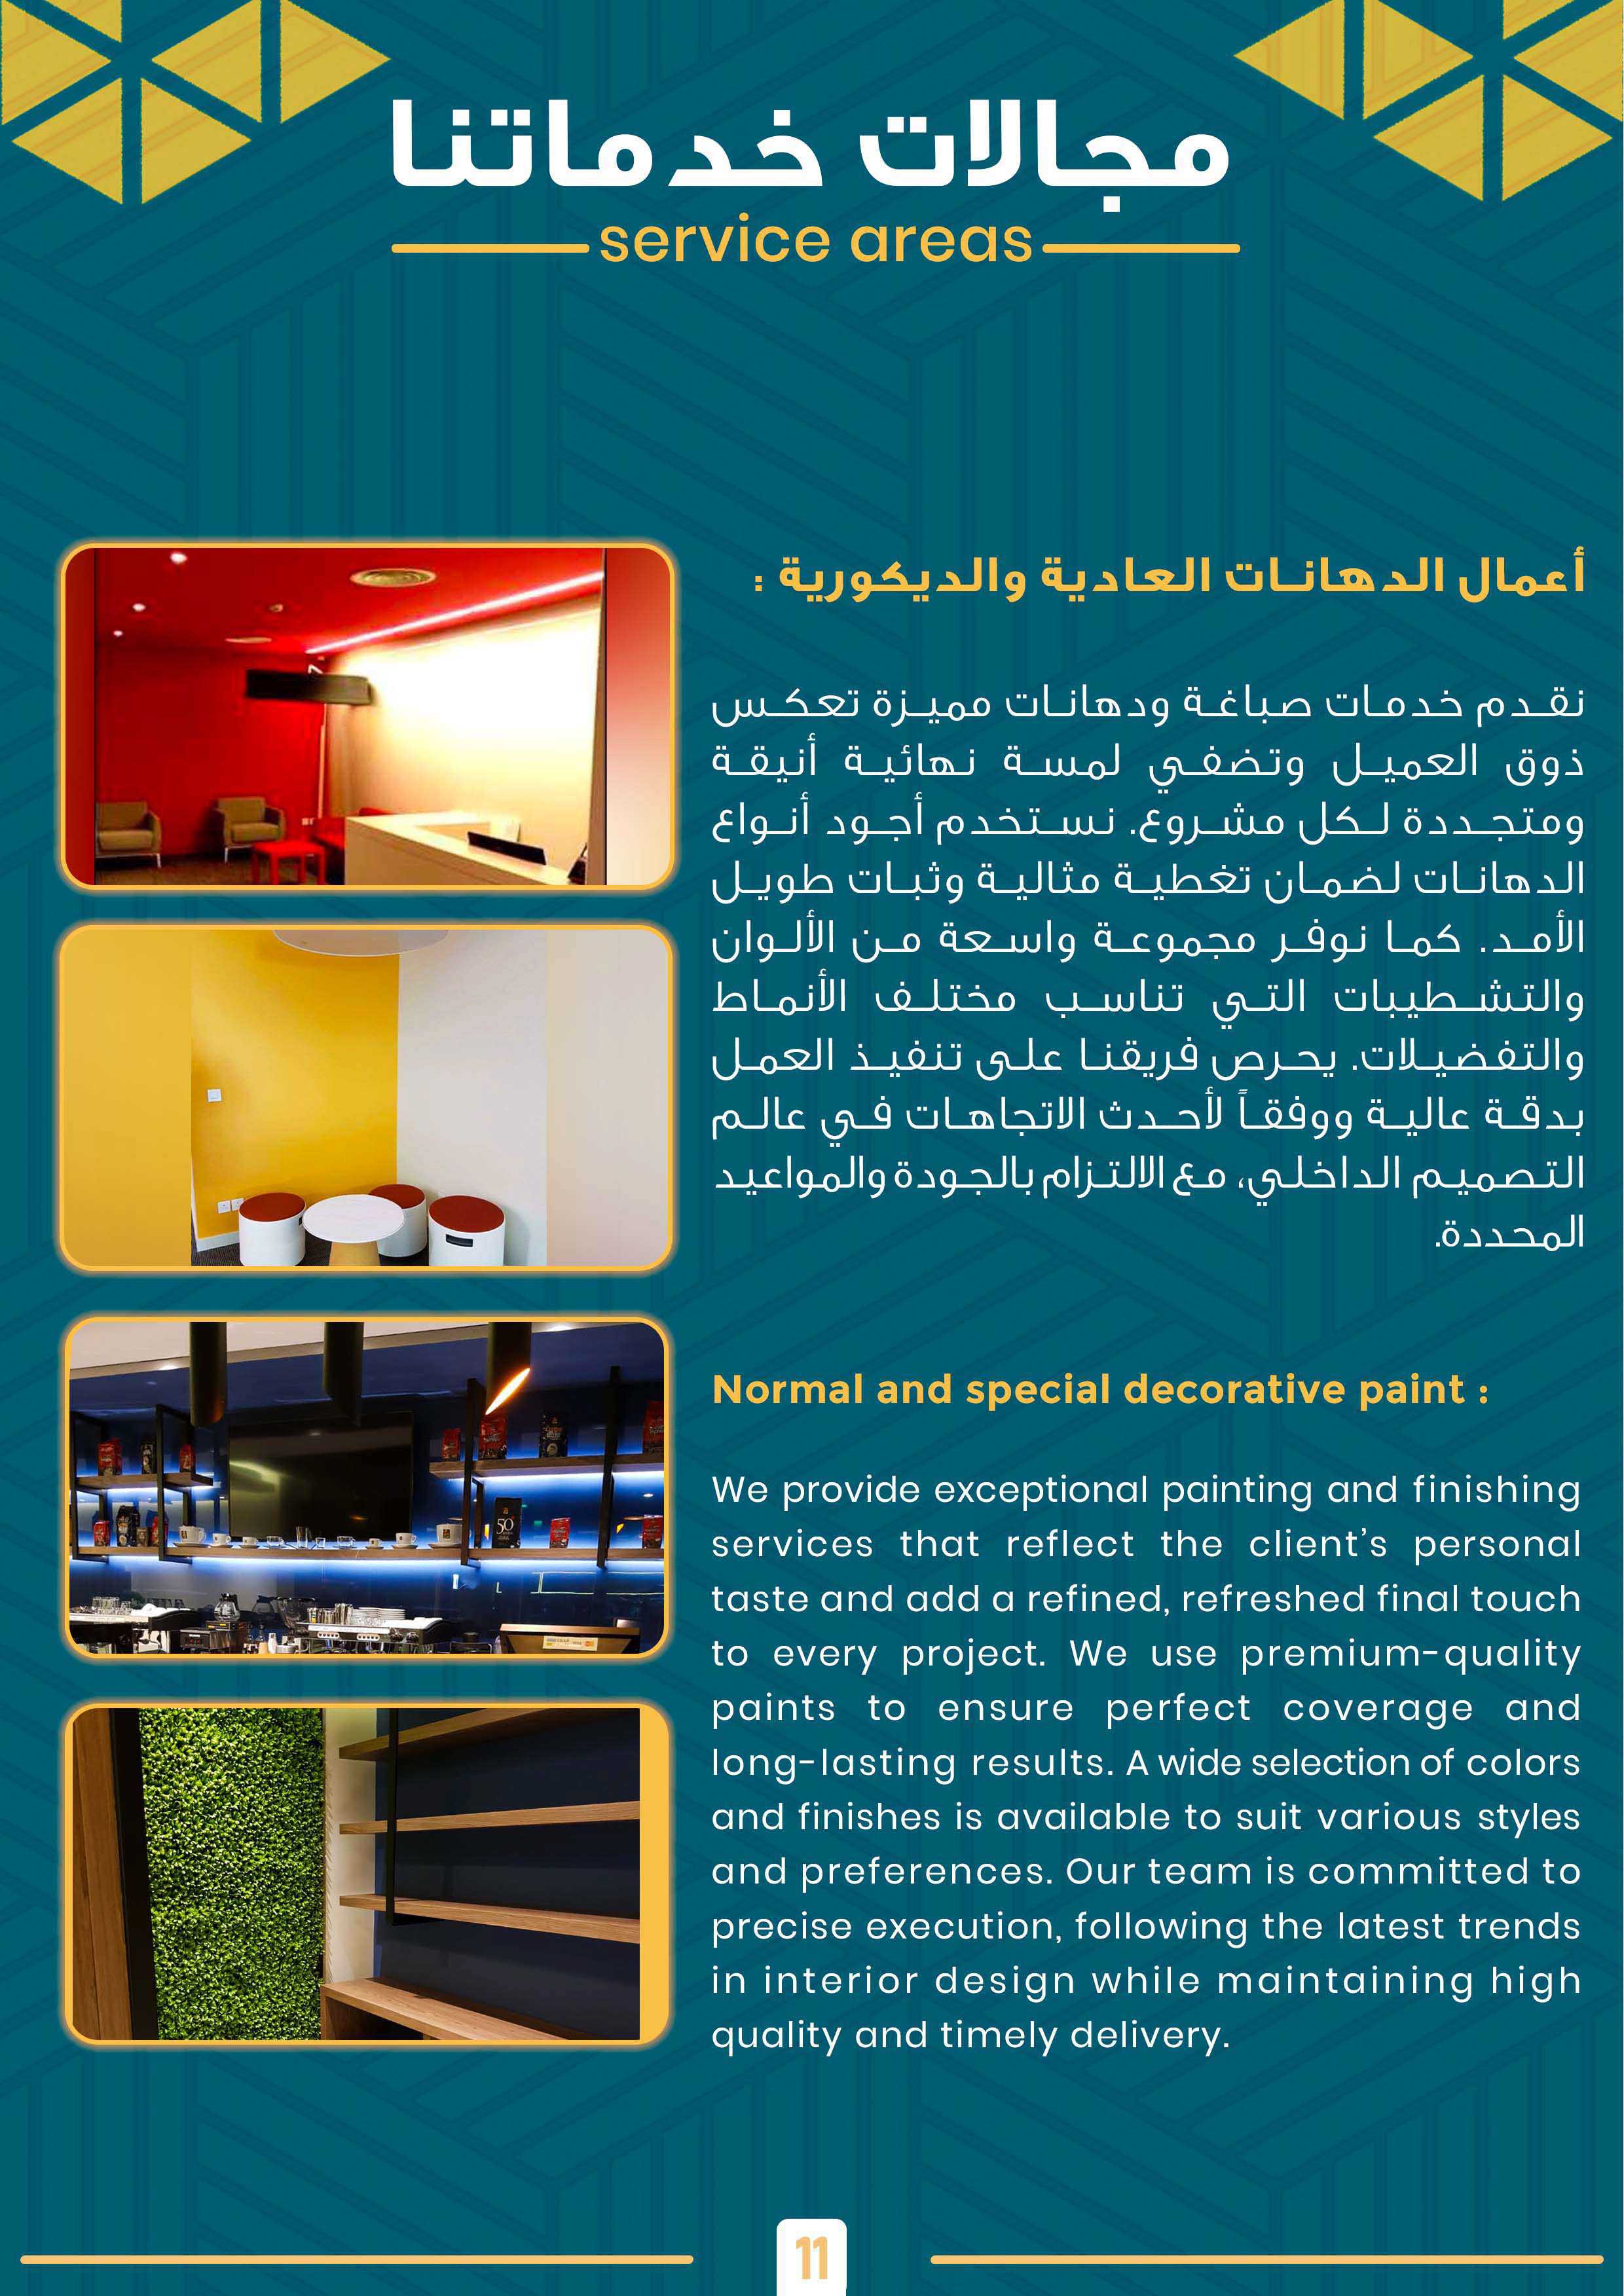 مجالات خدماتنا
service areas
أعمال الدهانات العادية والديكورية :
نقدم خدمات صباغة ودهانات مميزة تعكس
ذوق العميل وتضفي لمسة نهائية أنيقة
ومتجددة لكل مشروع. نستخدم أجود أنواع
الدهانات لضمان تغطية مثالية وثبات طويل
الأمد. كما نوفر مجموعة واسعة من الألوان
والتشطيبات التي تناسب مختلف الأنماط
والتفضيلات. يحرص فريقنا على تنفيذ العمل
بدقة عالية ووفقاً لأحدث الاتجاهات في عالم
التصميم الداخلي، مع الالتزام بالجودة والمواعيد
المحددة.
Normal and special decorative paint :
We provide exceptional painting and finishing
services that reflect the client’s personal
taste and add a refined, refreshed final touch
to every project. We use premium-quality
paints to ensure perfect coverage and
long-lasting results. A wide selection of colors
and finishes is available to suit various styles
and preferences. Our team is committed to
precise execution, following the latest trends
in interior design while maintaining high
quality and timely delivery.
50
11